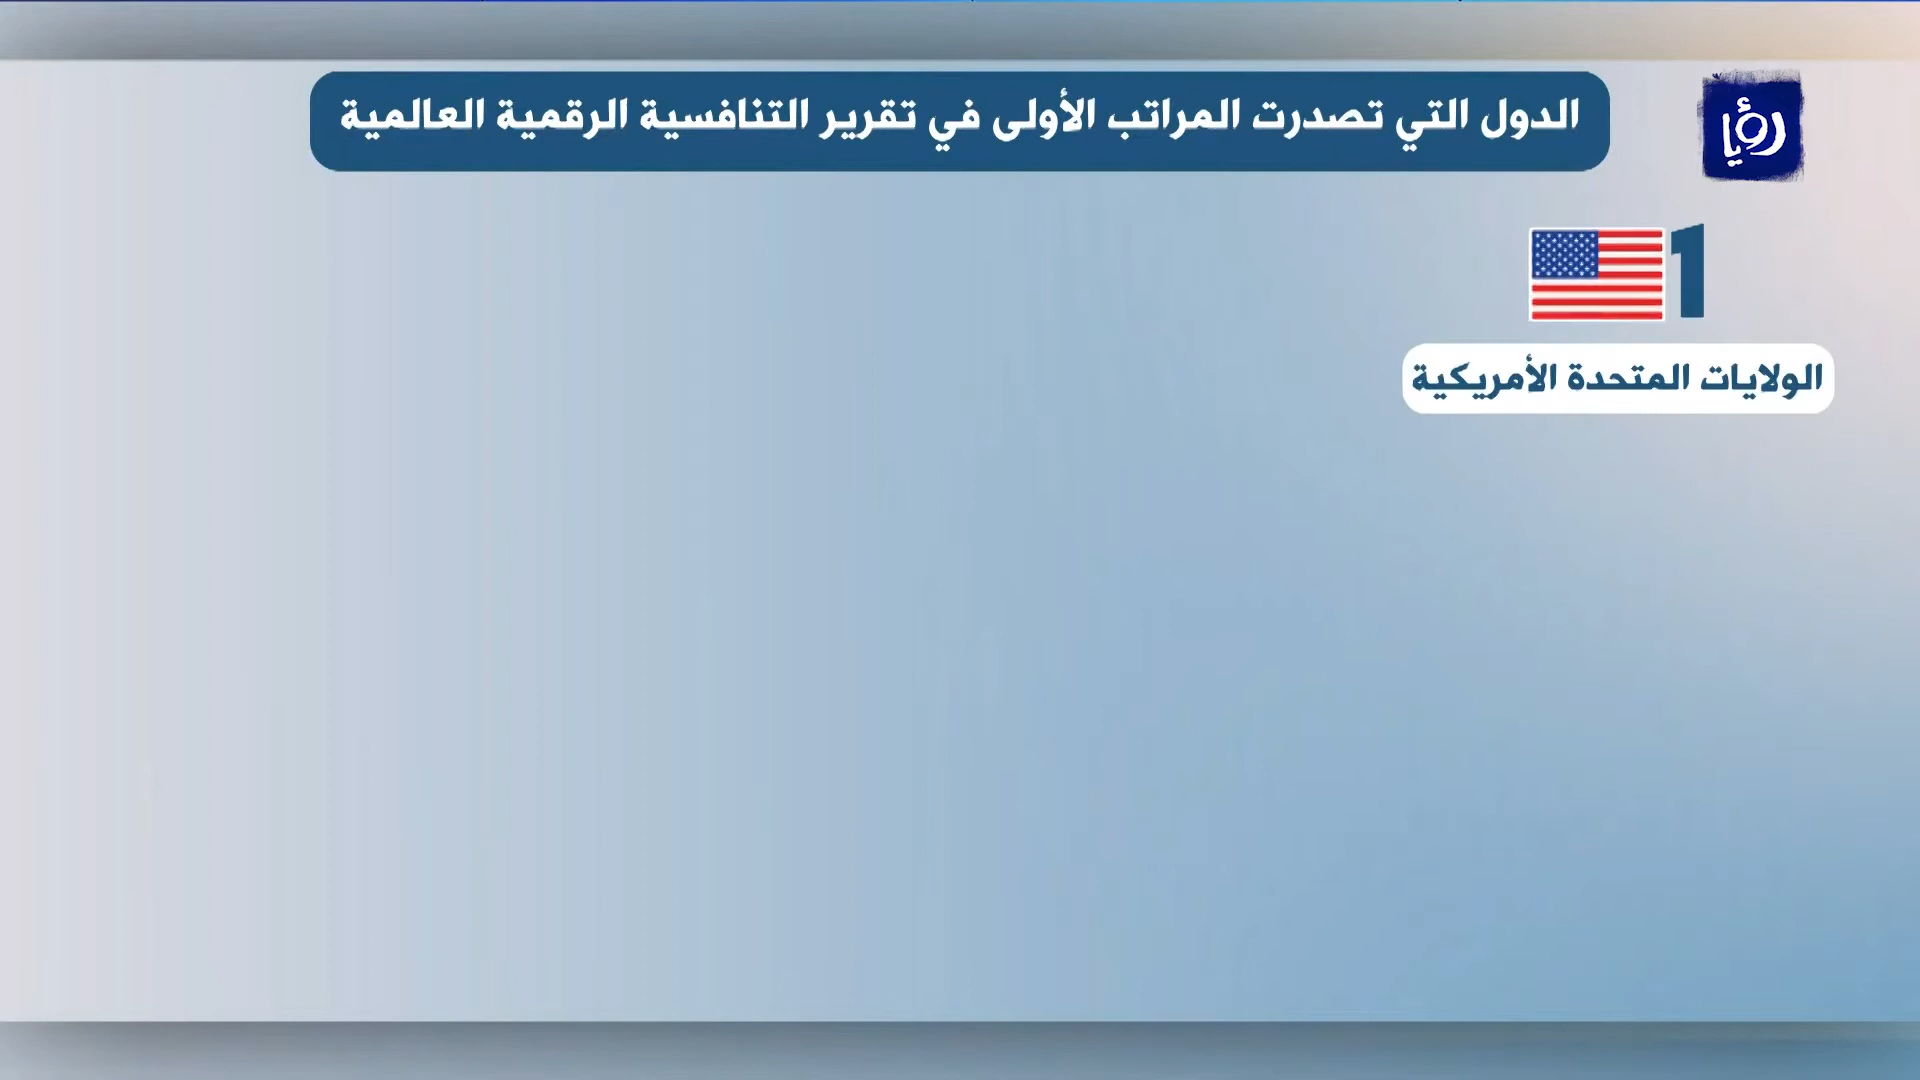 الدول التي تصدرت المراتب الأولى في تقرير التنافسية الرقمية العالمية
رؤيا
1
الولايات المتحدة الأمريكية